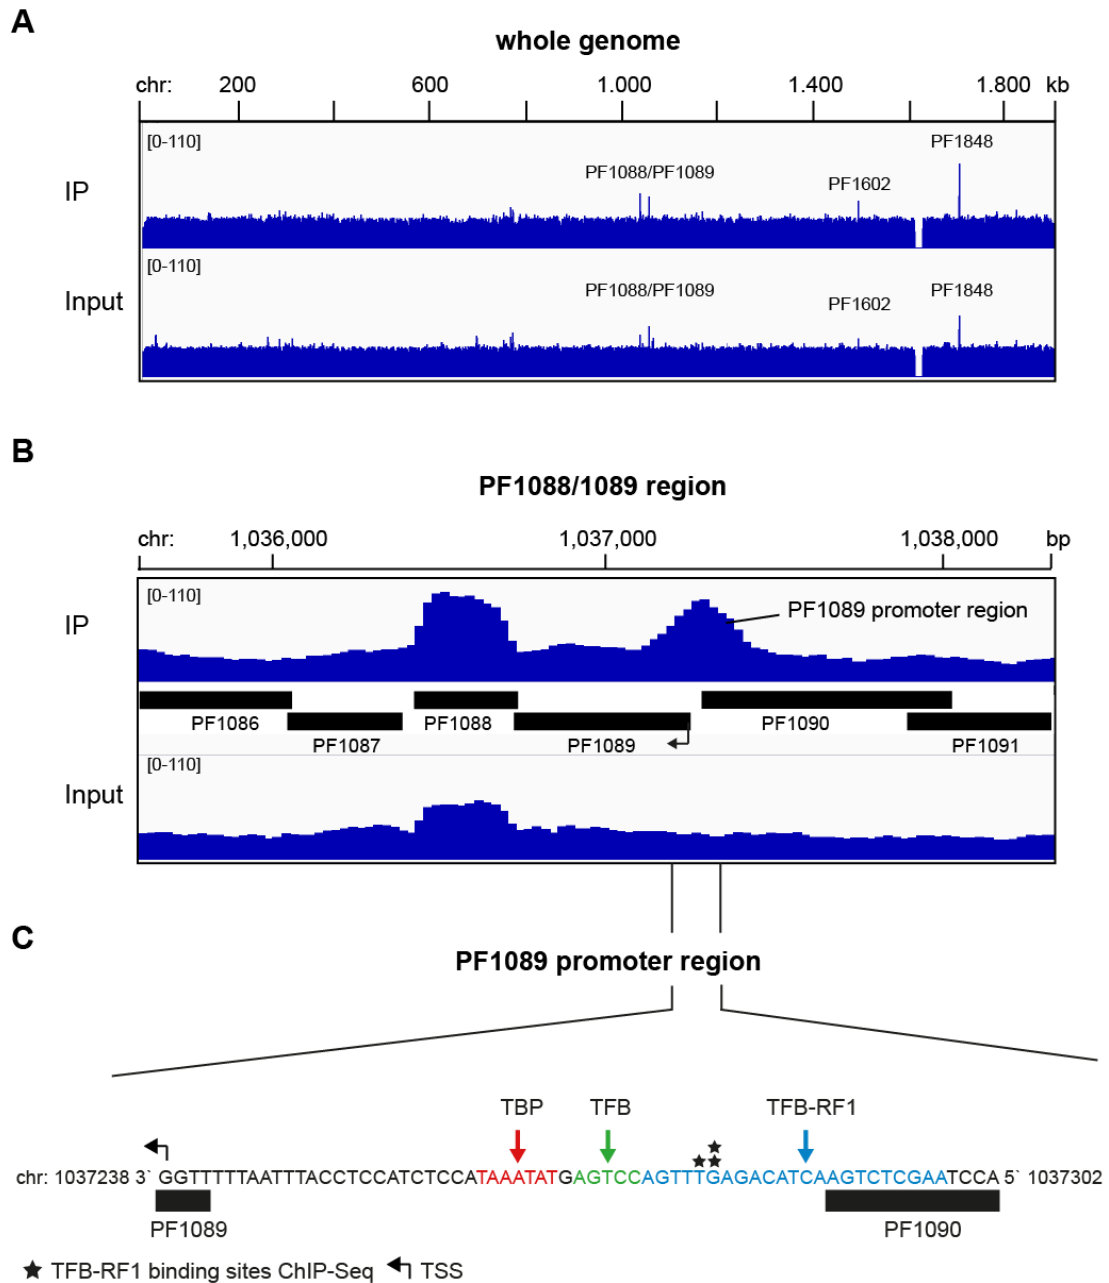 A
whole genome
chr: 200 600 1.000 1.400 1.800 kb
[0-110]
PF1848
PF1088/PF1089
PF1602
IP
[0-110]
PF1088/PF1089
PF1848
PF1602
Input
B
PF1088/1089 region
chr: 1,036,000 1,037,000 1,038,000 bp
[0-110]
PF1089 promoter region
IP
PF1086 PF1088 PF1090
PF1087 PF1089 PF1091
[0-110]
Input
C
PF1089 promoter region
TBP TFB TFB-RF1
chr: 1037238 3` GGTTTTTTAATTTACCTCCATCTCCATAAATATGAGTCCAGTTTGAGACATCAAGTCTCGAATCCA 5` 1037302
PF1089 PF1090
★ TFB-RF1 binding sites ChIP-Seq TSS